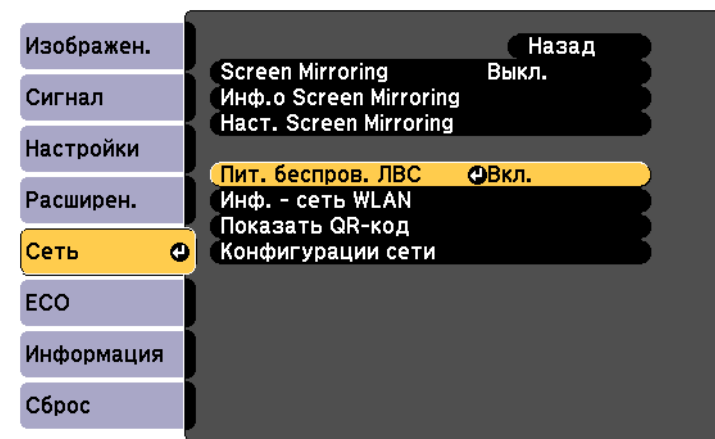 Изображен.
Сигнал
Настройки
Расширен.
Сеть
ECO
Информация
Сброс
Назад
Screen Mirroring Выкл.
Инф.о Screen Mirroring
Наст. Screen Mirroring
Пит. беспров. ЛВС Вкл.
Инф. - сеть WLAN
Показать QR-код
Конфигурации сети